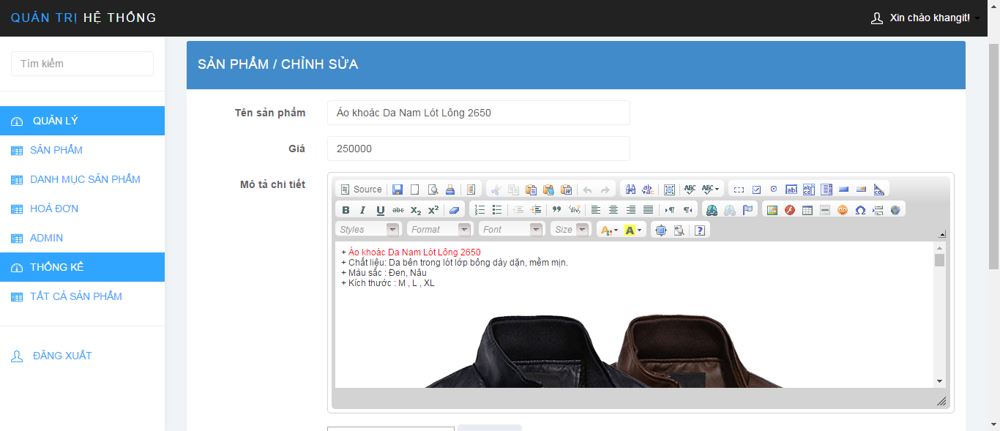 QUẢN TRỊ HỆ THỐNG
Xin chào khangit!
Tìm kiếm
QUẢN LÝ
SẢN PHẨM
DANH MỤC SẢN PHẨM
HOÁ ĐƠN
ADMIN
THỐNG KÊ
TẤT CẢ SẢN PHẨM
ĐĂNG XUẤT
SẢN PHẨM / CHỈNH SỬA
Tên sản phẩm
Áo khoác Da Nam Lót Lông 2650
Giá
250000
Mô tả chi tiết
Source
Styles
Format
Font
Size
+ Áo khoác Da Nam Lót Lông 2650
+ Chất liệu: Da bên trong lót lớp bông dày dặn, mềm mịn.
+ Màu sắc : Đen, Nâu
+ Kích thước : M , L , XL